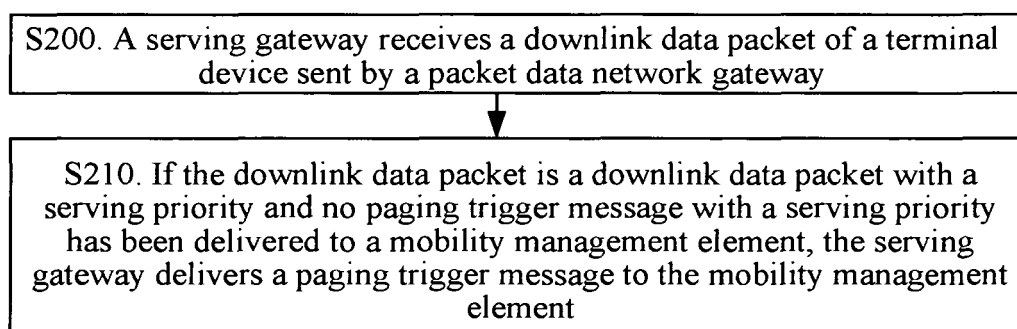 S200. A serving gateway receives a downlink data packet of a terminal
device sent by a packet data network gateway
S210. If the downlink data packet is a downlink data packet with a
serving priority and no paging trigger message with a serving priority
has been delivered to a mobility management element, the serving
gateway delivers a paging trigger message to the mobility management
element